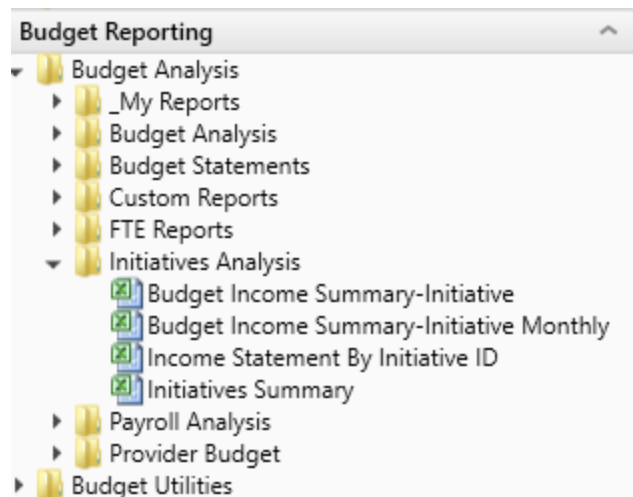 Budget Reporting
Budget Analysis
_My Reports
Budget Analysis
Budget Statements
Custom Reports
FTE Reports
Initiatives Analysis
Budget Income Summary-Initiative
Budget Income Summary-Initiative Monthly
Income Statement By Initiative ID
Initiatives Summary
Payroll Analysis
Provider Budget
Budget Utilities